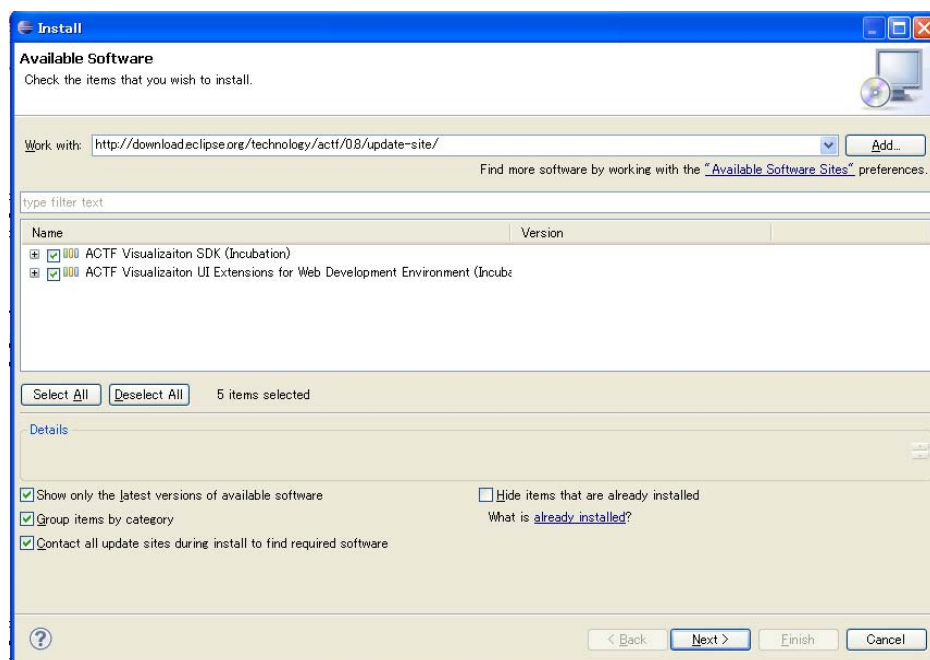 Install
Available Software
Check the items that you wish to install.
Work with: http://download.eclipse.org/technology/actf/0.8/update-site/ Add...
Find more software by working with the "Available Software Sites" preferences.
type filter text
Name Version
ACTF Visualizaiton SDK (Incubation)
ACTF Visualizaiton UI Extensions for Web Development Environment (Incuba
Select All Deselect All 5 items selected
Details
Show only the latest versions of available software Hide items that are already installed
Group items by category What is already installed?
Contact all update sites during install to find required software
? < Back Next > Finish Cancel